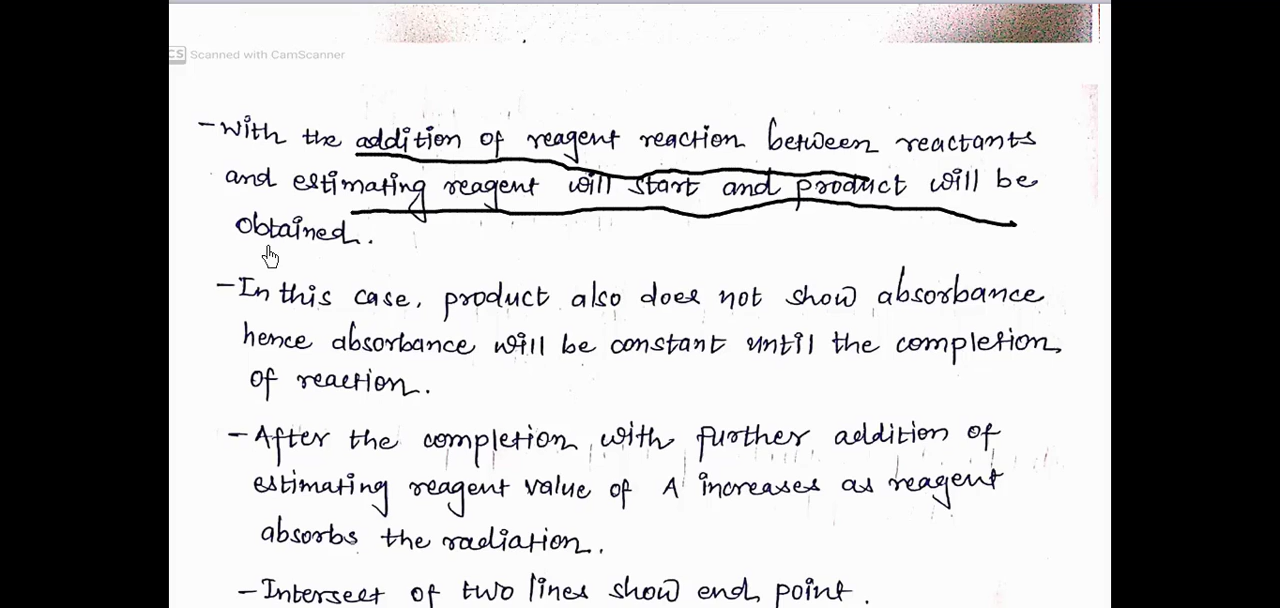 CS Scanned with CamScanner
- With the addition of reagent reaction between reactants
and estimating reagent will start and product will be
obtained.
- In this case, product also does not show absorbance
hence absorbance will be constant until the completion
of reaction.
- After the completion with further addition of
estimating reagent value of A increases as reagent
absorbs the radiation.
- Intersect of two lines show end point.